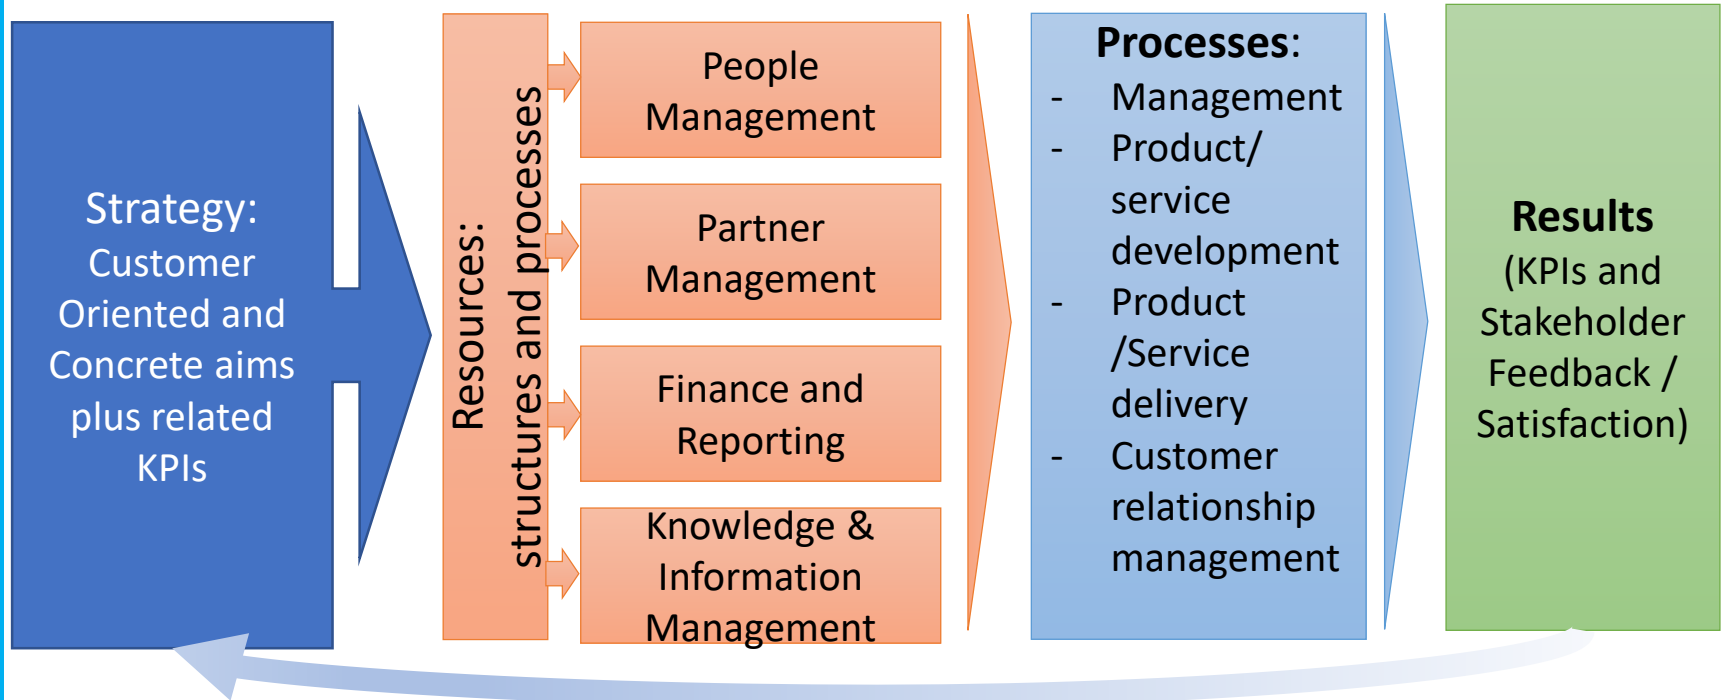 Strategy:
Customer
Oriented and
Concrete aims
plus related
KPIs
Resources:
structures and processes
People
Management
Partner
Management
Finance and
Reporting
Knowledge &
Information
Management
Processes:
- Management
- Product/
service
development
- Product
/Service
delivery
- Customer
relationship
management
Results
(KPIs and
Stakeholder
Feedback /
Satisfaction)